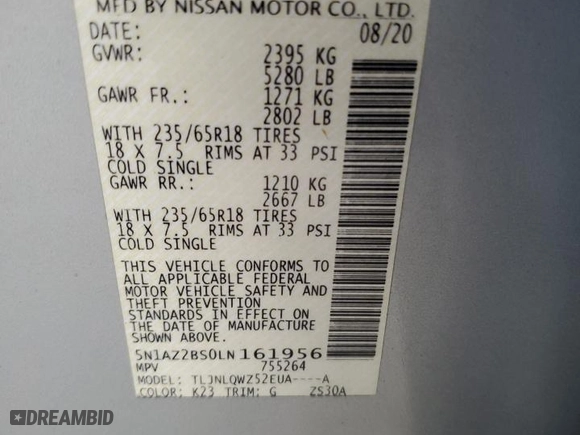 MFD BY NISSAN MOTOR CO., LTD.
DATE: 08/20
GVWR: 2395 KG
5280 LB
GAWR FR.: 1271 KG
2802 LB
WITH 235/65R18 TIRES
18 X 7.5 RIMS AT 33 PSI
COLD SINGLE
GAWR RR.: 1210 KG
2667 LB
WITH 235/65R18 TIRES
18 X 7.5 RIMS AT 33 PSI
COLD SINGLE
THIS VEHICLE CONFORMS TO
ALL APPLICABLE FEDERAL
MOTOR VEHICLE SAFETY AND
THEFT PREVENTION
STANDARDS IN EFFECT ON
THE DATE OF MANUFACTURE
SHOWN ABOVE.
5N1AZ2BS0LN161956
MPV 755264
MODEL: TLJNLQWZ52EUA----A
COLOR: K23 TRIM: G ZS30A
DREAMBID